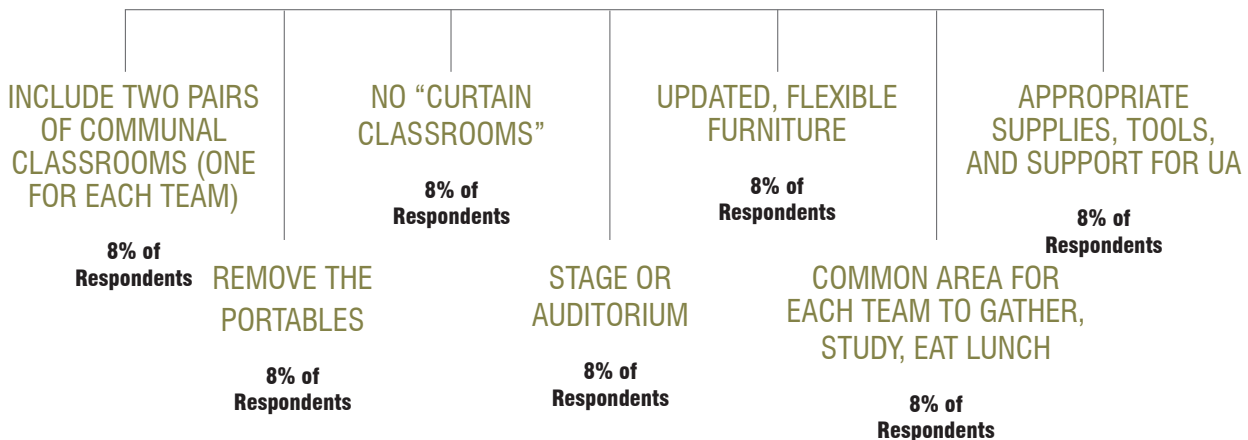 INCLUDE TWO PAIRS
OF COMMUNAL
CLASSROOMS (ONE
FOR EACH TEAM)
8% of
Respondents
REMOVE THE
PORTABLES
8% of
Respondents
NO “CURTAIN
CLASSROOMS”
8% of
Respondents
STAGE OR
AUDITORIUM
8% of
Respondents
UPDATED, FLEXIBLE
FURNITURE
8% of
Respondents
COMMON AREA FOR
EACH TEAM TO GATHER,
STUDY, EAT LUNCH
8% of
Respondents
APPROPRIATE
SUPPLIES, TOOLS,
AND SUPPORT FOR UA
8% of
Respondents